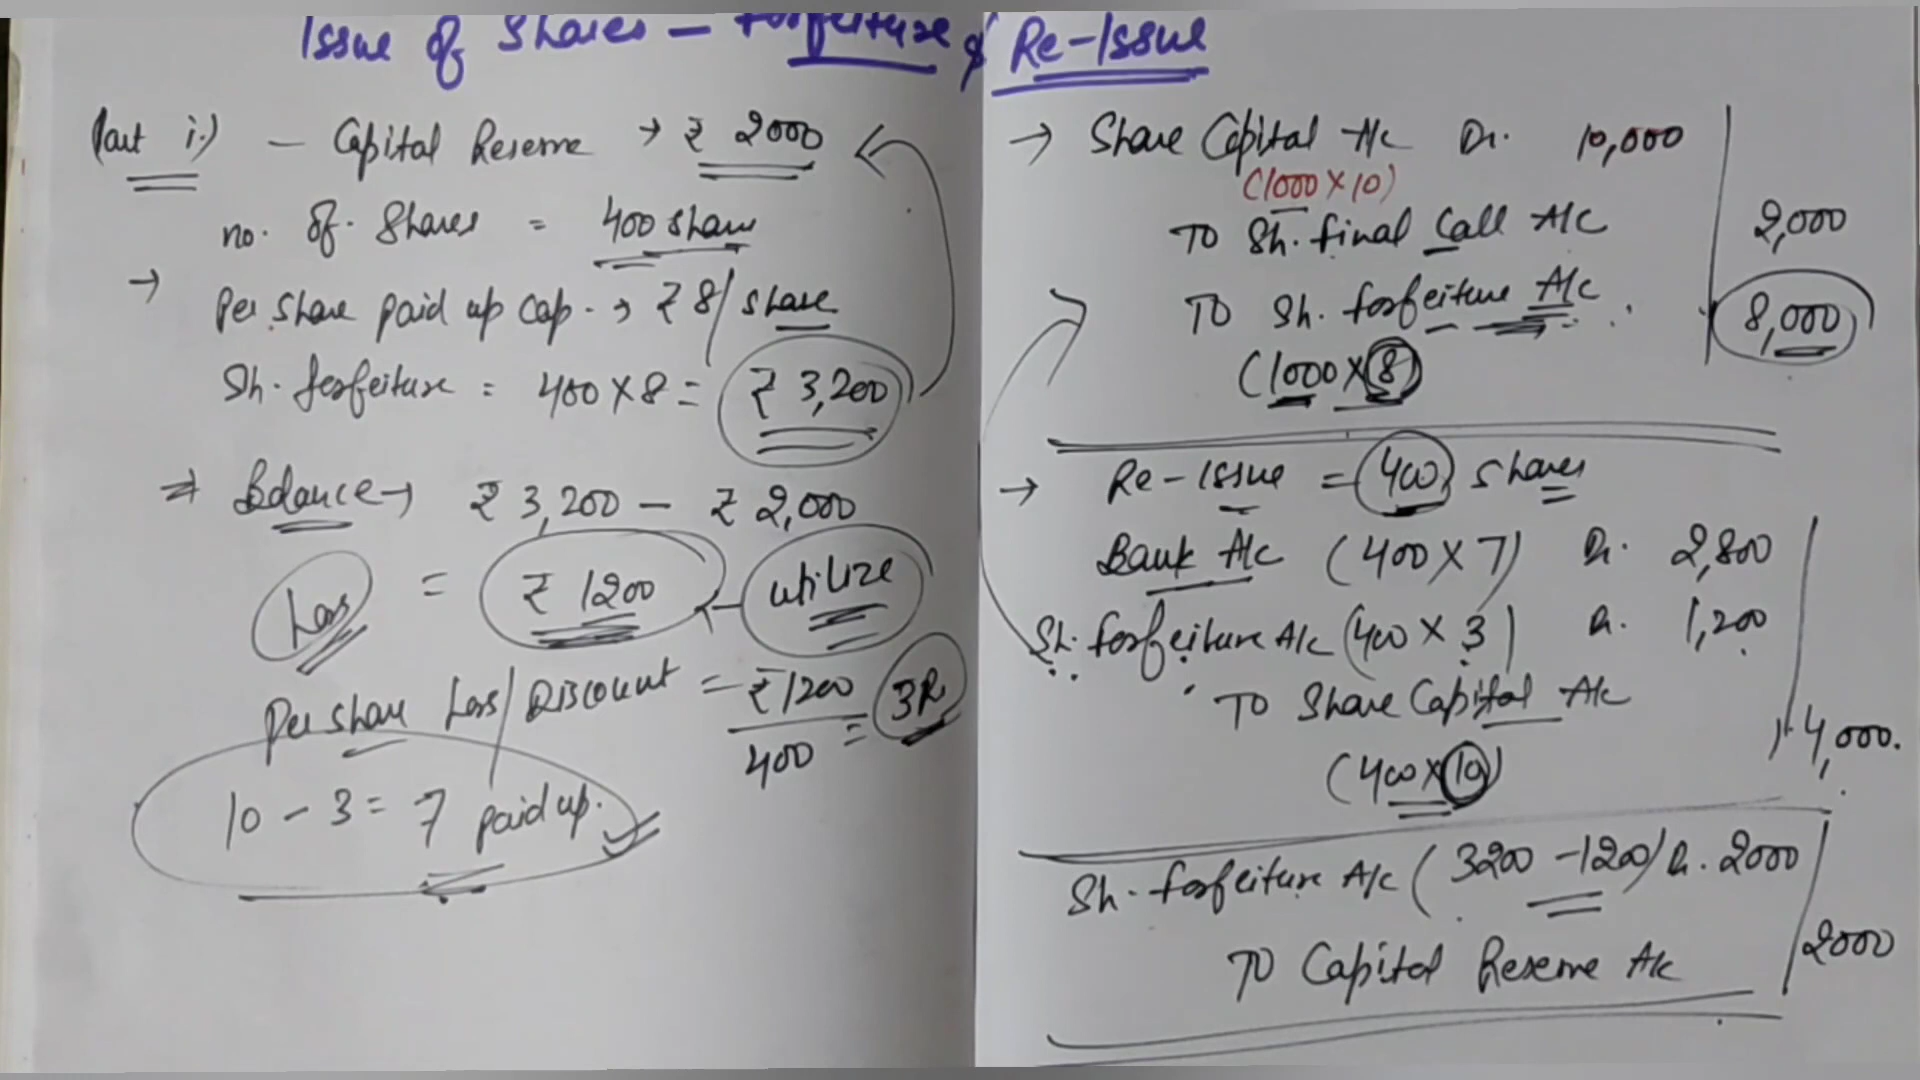 Issue of Shares – Forfeiture & Re-Issue
Part i.) – Capital Reserve → ₹ 2000
no. of. Shares = 400 share
→ Per share paid up cap. → ₹ 8/share
Sh. forfeiture = 400 × 8 = ₹ 3,200
⇒ Balance → ₹ 3,200 – ₹ 2,000
Loss = ₹ 1200 ← utilize
Per share Loss/Discount = ₹1200/400 = 3R
10 – 3 = 7 paid up.
→ Share Capital A/c Dr. 10,000
(1000 × 10)
To Sh. final Call A/c 2,000
To Sh. forfeiture A/c 8,000
(1000 × 8)
→ Re-Issue = 400 shares
Bank A/c (400 × 7) Dr. 2,800
Sh. forfeiture A/c (400 × 3) Dr. 1,200
To Share Capital A/c 4,000.
(400×10)
Sh. forfeiture A/c (3200 – 1200) Dr. 2000
To Capital Reserve A/c 2000